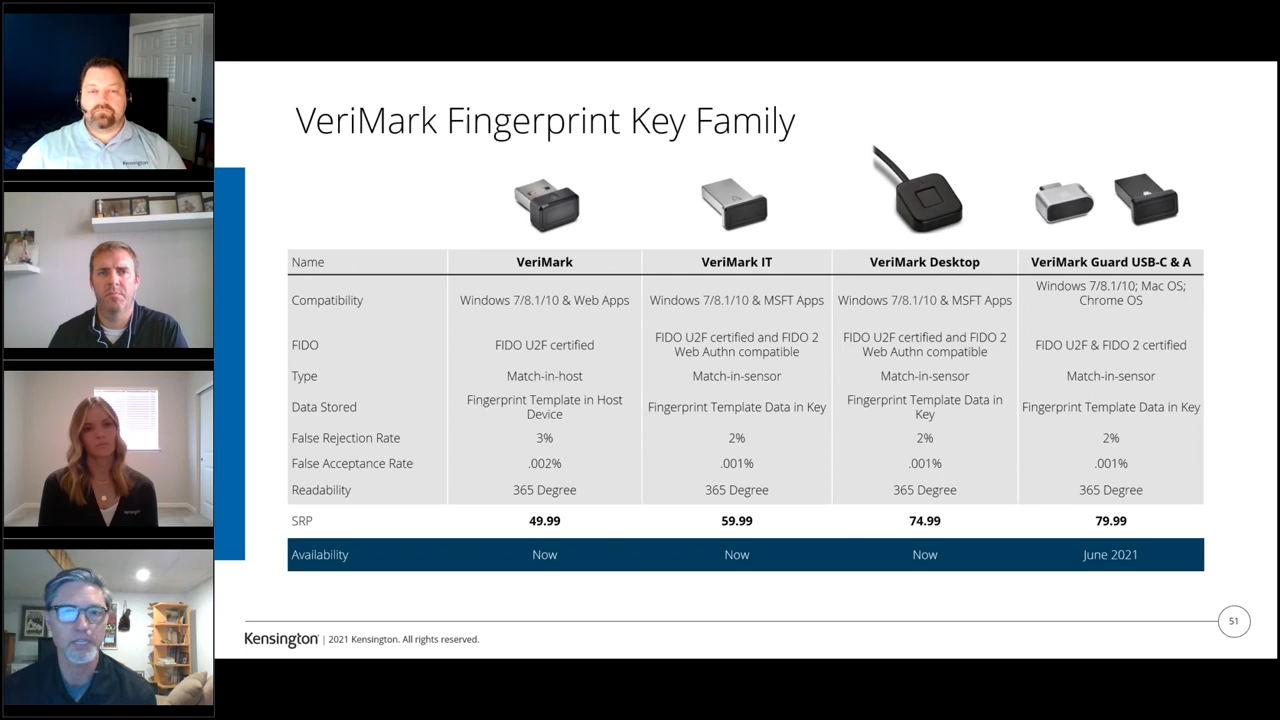 VeriMark Fingerprint Key Family
Name VeriMark VeriMark IT VeriMark Desktop VeriMark Guard USB-C & A
Compatibility Windows 7/8.1/10 & Web Apps Windows 7/8.1/10 & MSFT Apps Windows 7/8.1/10 & MSFT Apps Windows 7/8.1/10; Mac OS;
Chrome OS
FIDO FIDO U2F certified FIDO U2F certified and FIDO 2
Web Authn compatible FIDO U2F certified and FIDO 2
Web Authn compatible FIDO U2F & FIDO 2 certified
Type Match-in-host Match-in-sensor Match-in-sensor Match-in-sensor
Data Stored Fingerprint Template in Host
Device Fingerprint Template Data in Key Fingerprint Template Data in
Key Fingerprint Template Data in Key
False Rejection Rate 3% 2% 2% 2%
False Acceptance Rate .002% .001% .001% .001%
Readability 365 Degree 365 Degree 365 Degree 365 Degree
SRP 49.99 59.99 74.99 79.99
Availability Now Now Now June 2021
Kensington | 2021 Kensington. All rights reserved.
51
Kensington
Kensington